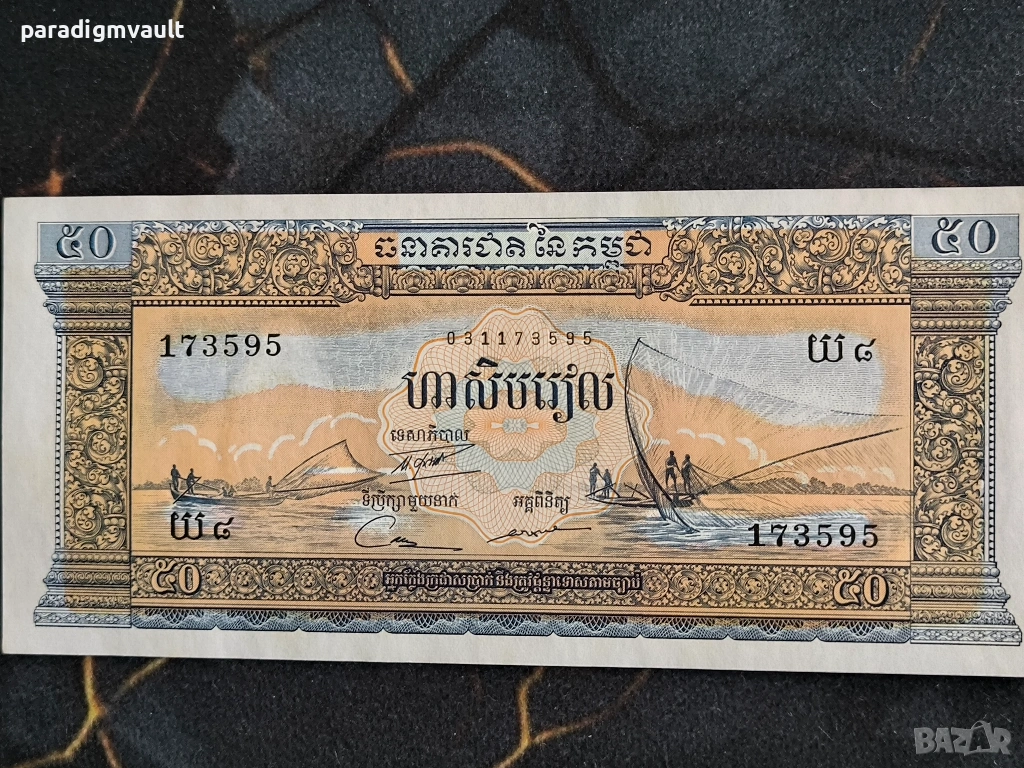 paradigmvault
៥០
ធនាគារជាតិ នៃ កម្ពុជា
៥០
173595
031173595
យ ៨
ហាសិបរៀល
ទេសាភិបាល
ទីប្រឹក្សាមួយនាក់
អគ្គពិនិត្យ
យ ៨
173595
៥០
៥០
BAZAR